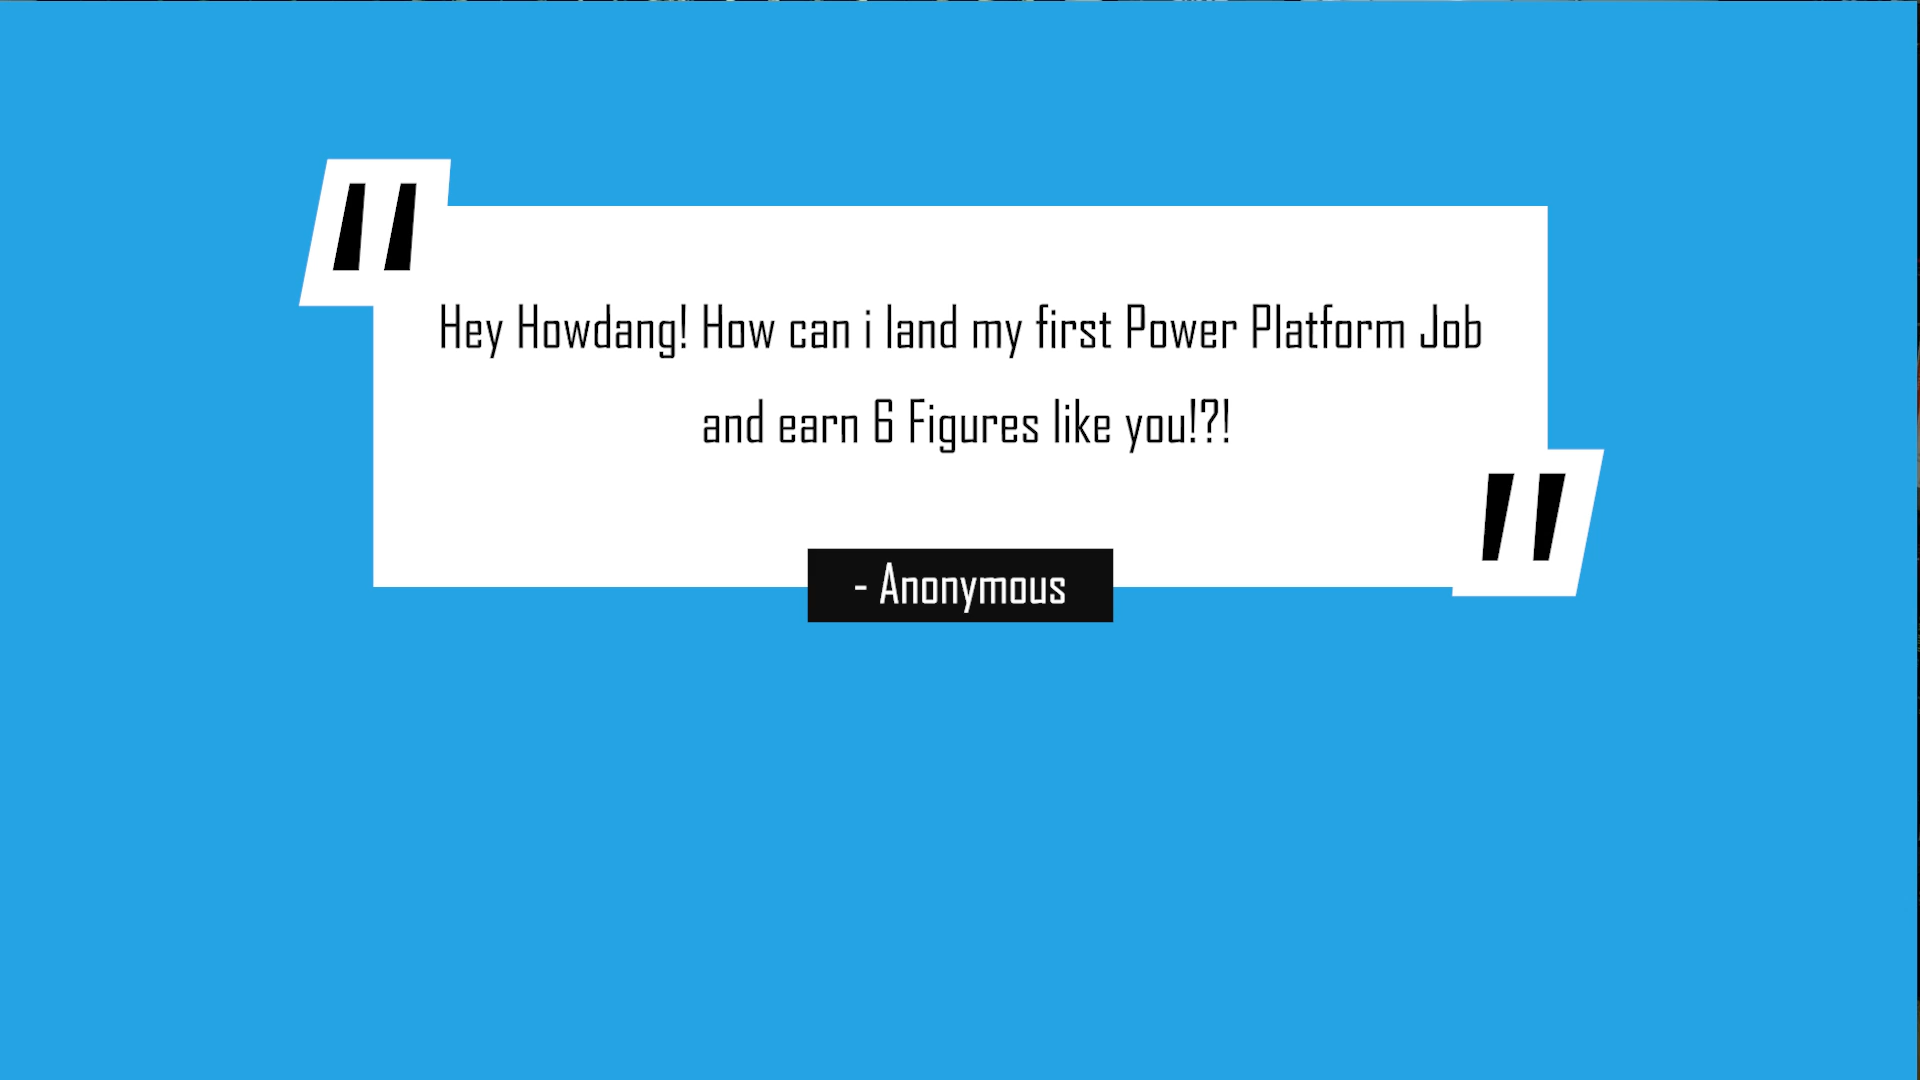 "
Hey Howdang! How can i land my first Power Platform Job
and earn 6 Figures like you!?!
"
- Anonymous